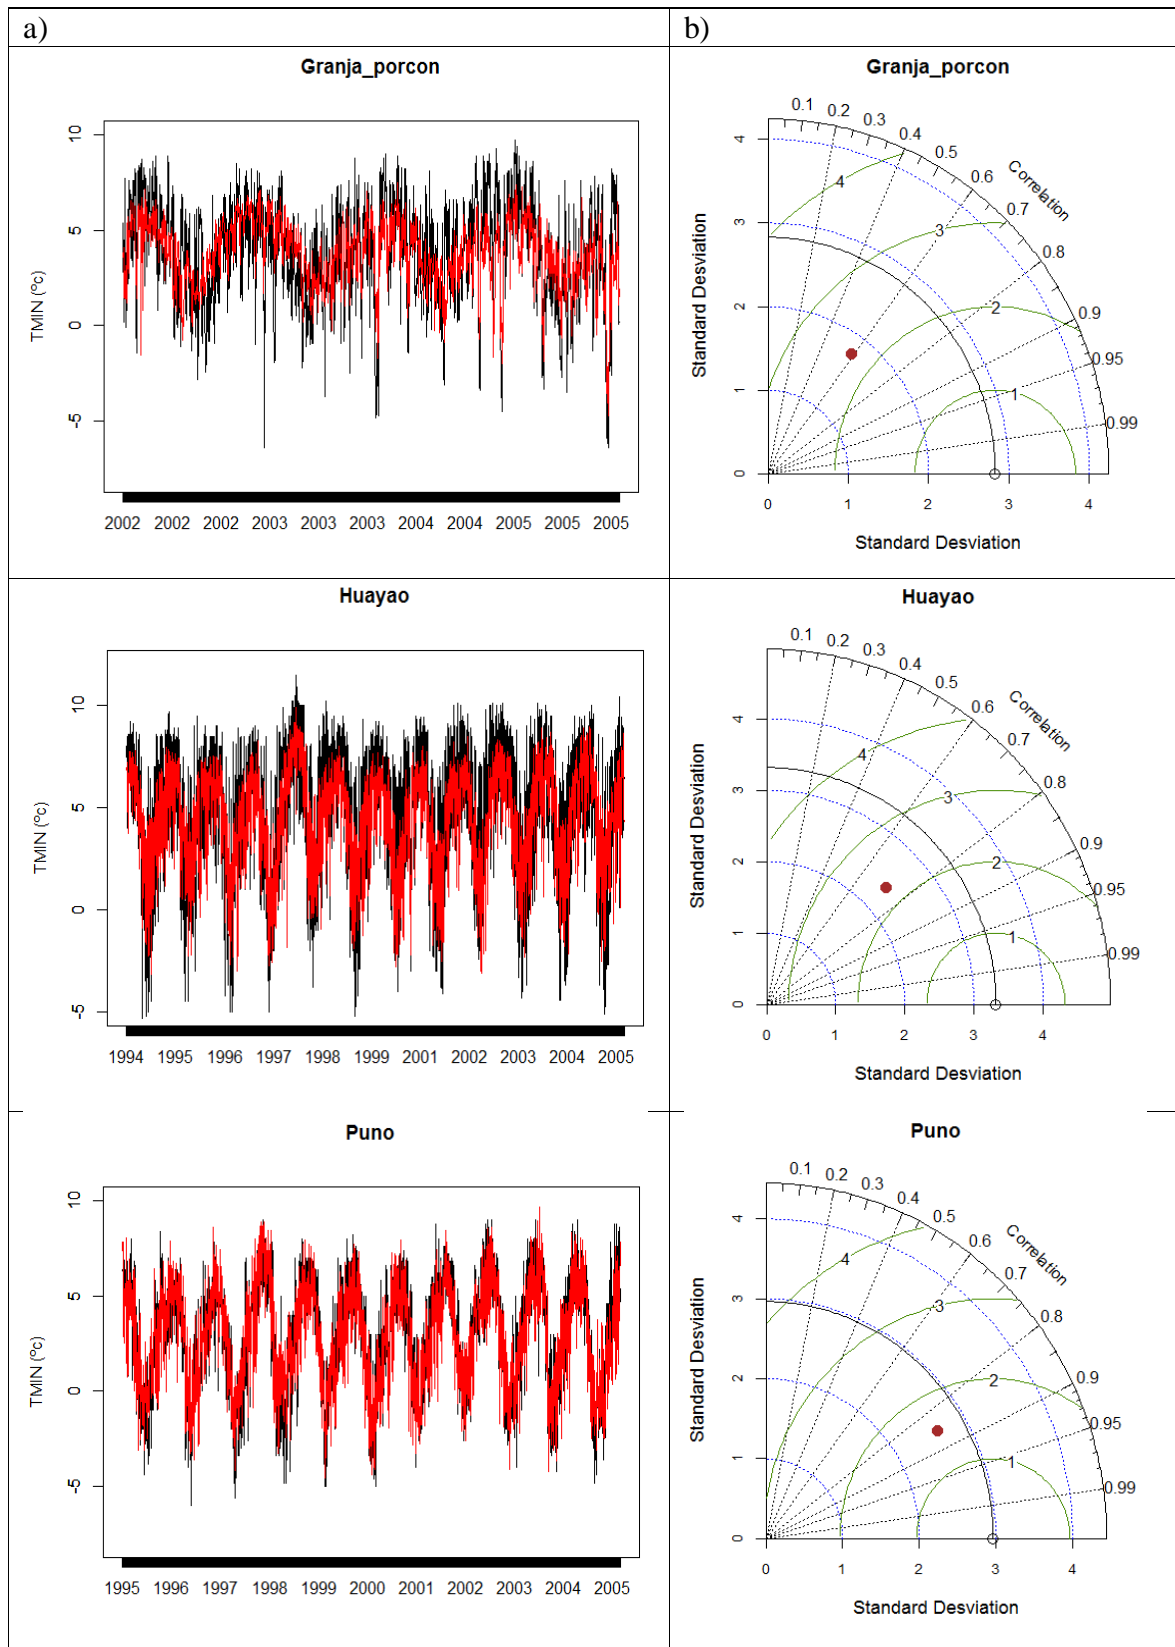 a)
b)
Granja_porcon
10
5
0
-5
TMIN (°c)
2002 2002 2002 2003 2003 2003 2004 2004 2005 2005 2005
Granja_porcon
0.1 0.2 0.3 0.4 0.5 0.6 0.7 0.8 0.9 0.95 0.99
Correlation
4 3 2 1
4
3
2
1
0
Standard Desviation
0 1 2 3 4
Standard Desviation
Huayao
10
5
0
-5
TMIN (°c)
1994 1995 1996 1997 1998 1999 2001 2002 2003 2004 2005
Huayao
0.1 0.2 0.3 0.4 0.5 0.6 0.7 0.8 0.9 0.95 0.99
Correlation
4 3 2 1
4
3
2
1
0
Standard Desviation
0 1 2 3 4
Standard Desviation
Puno
10
5
0
-5
TMIN (°c)
1995 1996 1997 1998 1999 2000 2001 2002 2003 2004 2005
Puno
0.1 0.2 0.3 0.4 0.5 0.6 0.7 0.8 0.9 0.95 0.99
Correlation
4 3 2 1
4
3
2
1
0
Standard Desviation
0 1 2 3 4
Standard Desviation